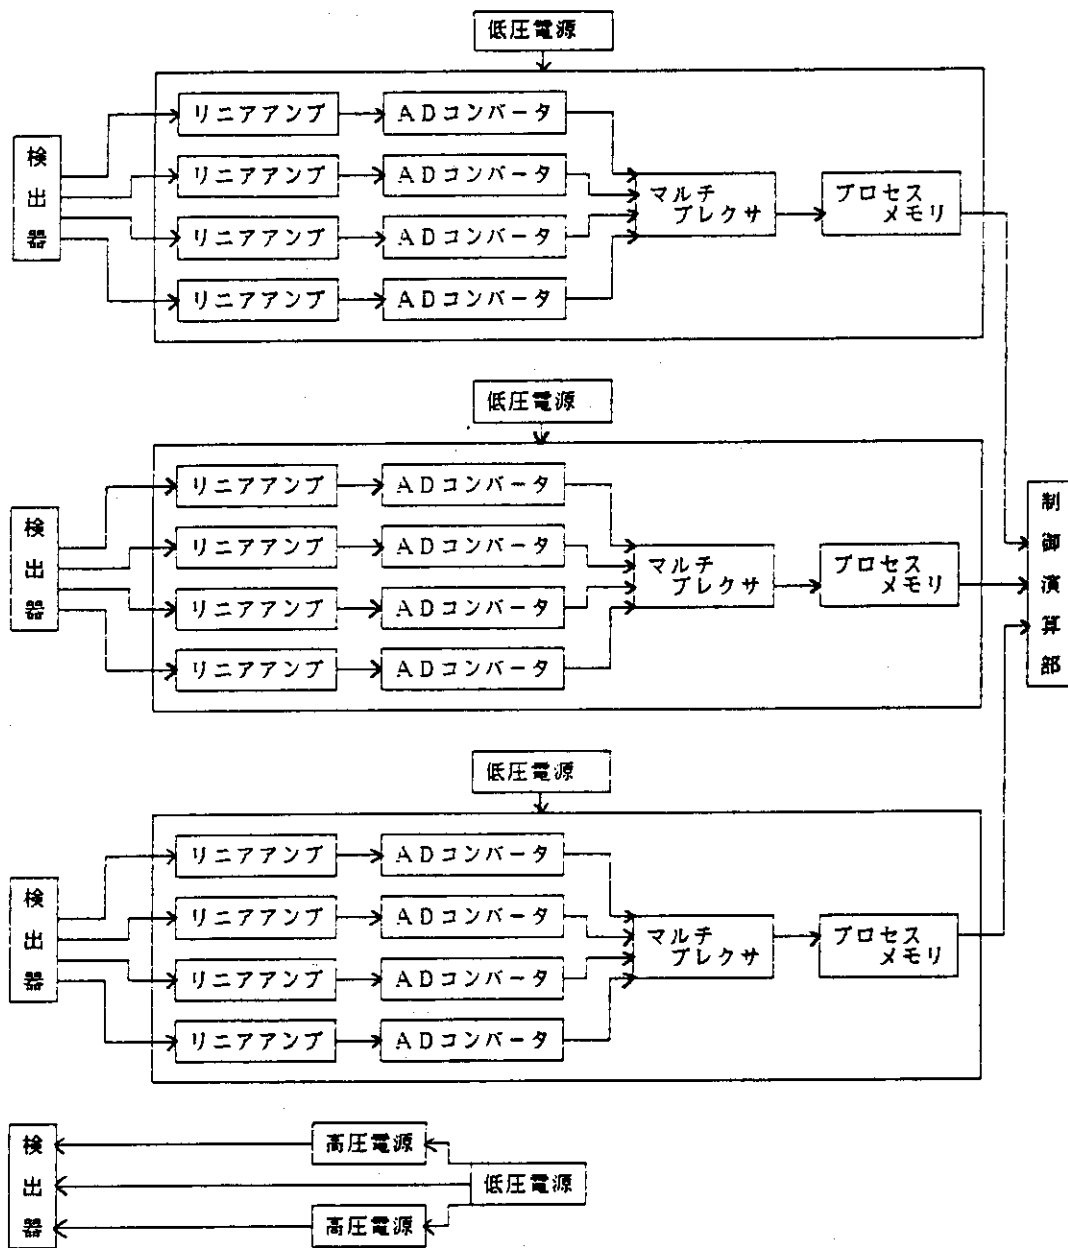 低圧電源
リニアアンプ
ADコンバータ
リニアアンプ
ADコンバータ
リニアアンプ
ADコンバータ
リニアアンプ
ADコンバータ
検出器
マルチ
プレクサ
プロセス
メモリ
低圧電源
リニアアンプ
ADコンバータ
リニアアンプ
ADコンバータ
リニアアンプ
ADコンバータ
リニアアンプ
ADコンバータ
検出器
マルチ
プレクサ
プロセス
メモリ
制御演算部
低圧電源
リニアアンプ
ADコンバータ
リニアアンプ
ADコンバータ
リニアアンプ
ADコンバータ
リニアアンプ
ADコンバータ
検出器
マルチ
プレクサ
プロセス
メモリ
検出器
高圧電源
低圧電源
高圧電源